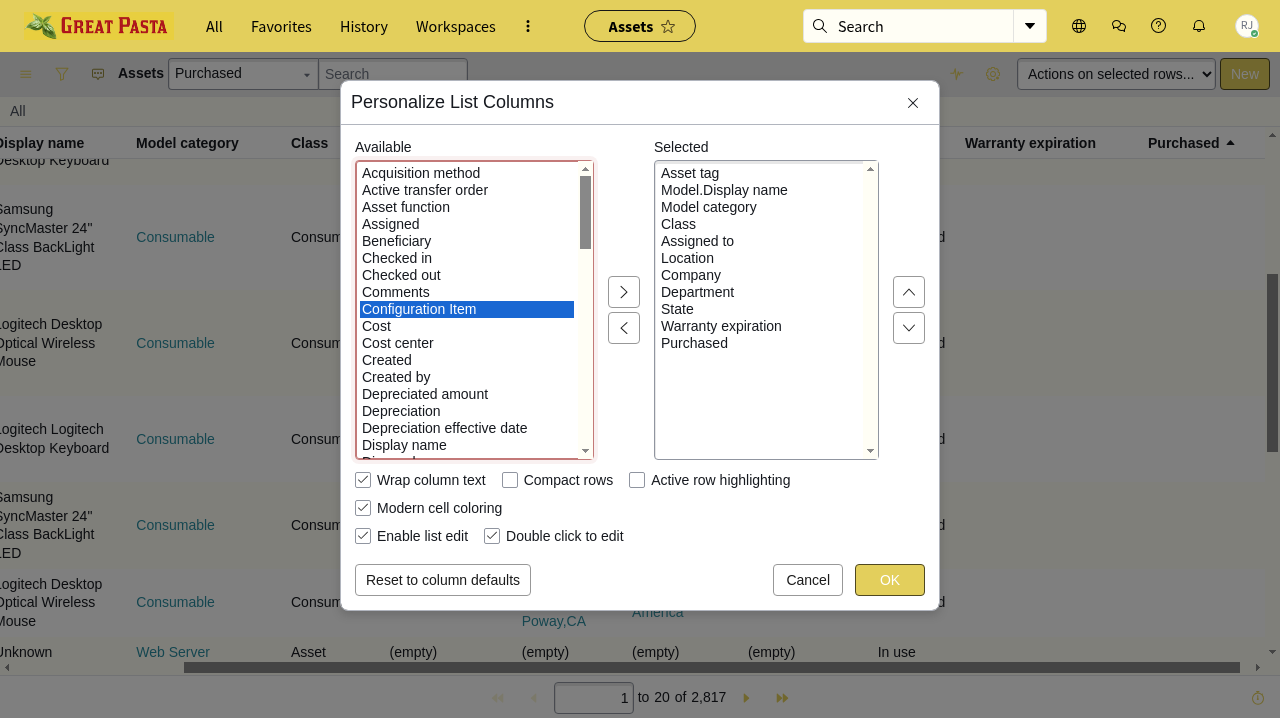 GREAT PASTA All Favorites History Workspaces Assets Search RJ
Assets Purchased Search Actions on selected rows... New
All
Display name Model category Class Warranty expiration Purchased
Desktop Keyboard
Samsung
SyncMaster 24"
Class BackLight
LED
Consumable
Consum
Logitech Desktop
Optical Wireless
Mouse
Consumable
Consum
Logitech Logitech
Desktop Keyboard
Consumable
Consum
Samsung
SyncMaster 24"
Class BackLight
LED
Consumable
Consum
Logitech Desktop
Optical Wireless
Mouse
Consumable
Consum
Poway,CA
America
Unknown Web Server Asset (empty) (empty) (empty) (empty) In use
1 to 20 of 2,817
Personalize List Columns
Available
Acquisition method
Active transfer order
Asset function
Assigned
Beneficiary
Checked in
Checked out
Comments
Configuration Item
Cost
Cost center
Created
Created by
Depreciated amount
Depreciation
Depreciation effective date
Display name
Selected
Asset tag
Model.Display name
Model category
Class
Assigned to
Location
Company
Department
State
Warranty expiration
Purchased
Wrap column text Compact rows Active row highlighting
Modern cell coloring
Enable list edit Double click to edit
Reset to column defaults Cancel OK